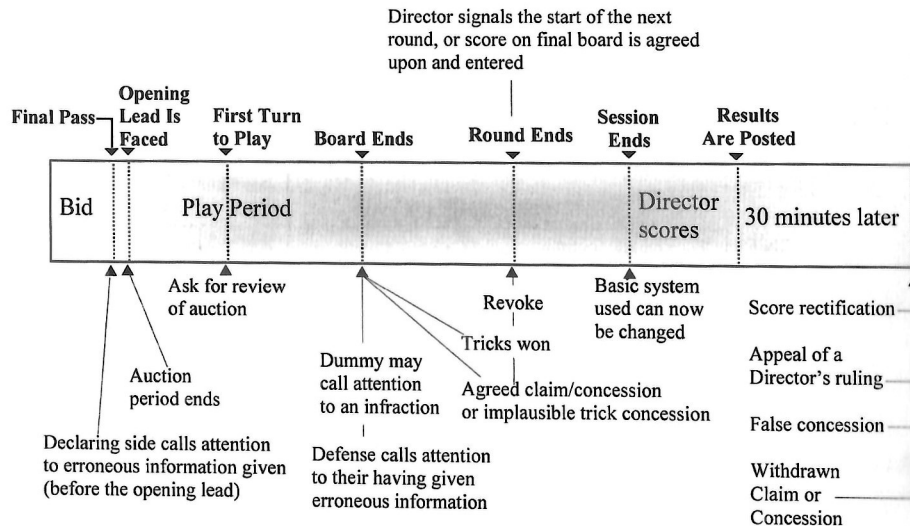 Director signals the start of the next
round, or score on final board is agreed
upon and entered
Final Pass
Opening
Lead Is
Faced
First Turn
to Play
Board Ends
Round Ends
Session
Ends
Results
Are Posted
Bid
Play Period
Director
scores
30 minutes later
Ask for review
of auction
Auction
period ends
Declaring side calls attention
to erroneous information given
(before the opening lead)
Dummy may
call attention
to an infraction
Defense calls attention
to their having given
erroneous information
Revoke
Tricks won
Agreed claim/concession
or implausible trick concession
Basic system
used can now
be changed
Score rectification
Appeal of a
Director's ruling
False concession
Withdrawn
Claim or
Concession